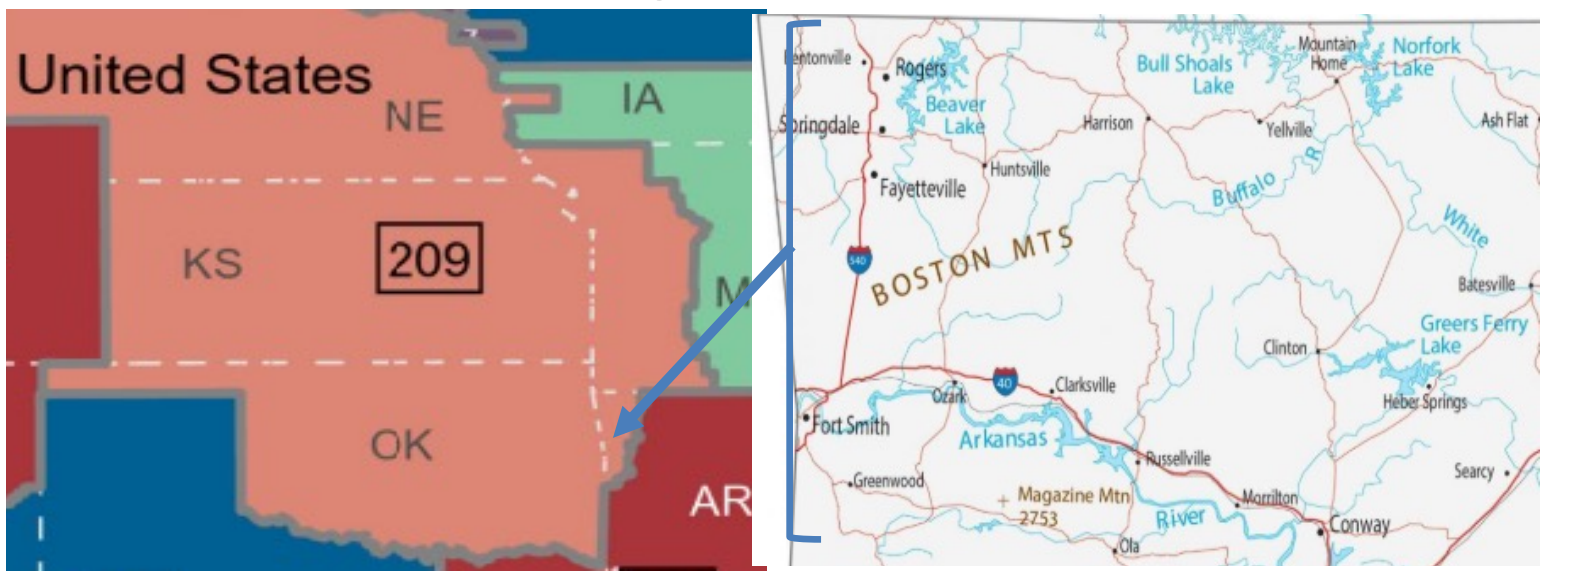 United States
NE
IA
KS
209
M
OK
AR
Rogers
Beaver
Lake
Springdale
Fayetteville
Huntsville
Harrison
Bull Shoals
Lake
Mountain
Home
Norfork
Lake
Yellville
Ash Flat
Buffalo
R
White
BOSTON MTS
540
Batesville
Greers Ferry
Lake
Clinton
Heber Springs
40
Ozark
Clarksville
Fort Smith
Arkansas
Russellville
Greenwood
Searcy
Magazine Mtn
2753
River
Morrilton
Conway
Ola